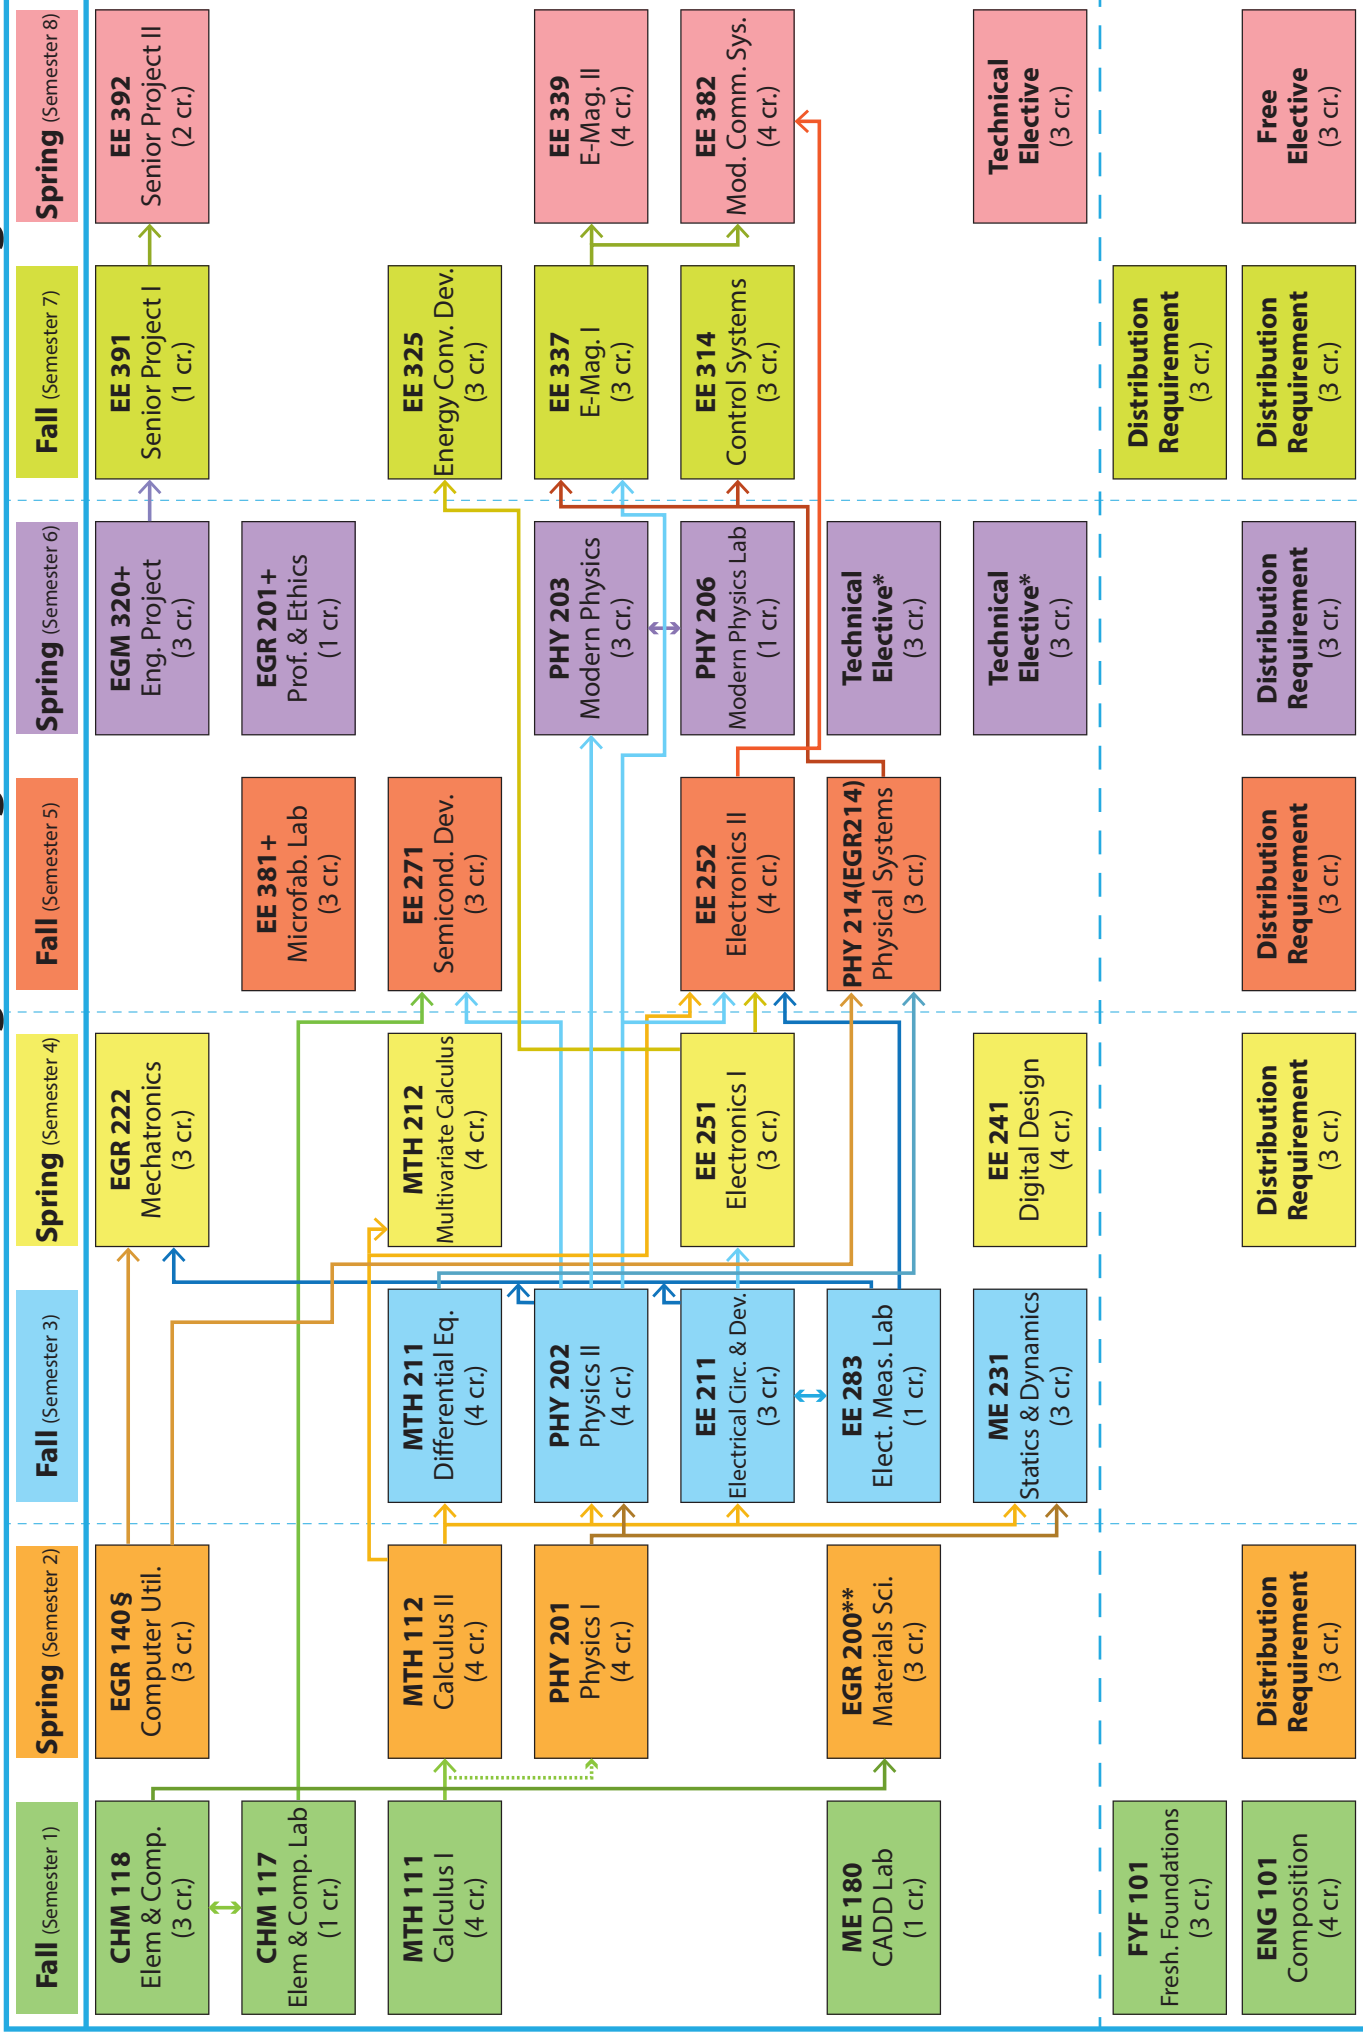 Fall (Semester 1)
CHM 118
Elem & Comp.
(3 cr.)
CHM 117
Elem & Comp. Lab
(1 cr.)
MTH 111
Calculus I
(4 cr.)
ME 180
CADD Lab
(1 cr.)
FYF 101
Fresh. Foundations
(3 cr.)
ENG 101
Composition
(4 cr.)
Spring (Semester 2)
EGR 140§
Computer Util.
(3 cr.)
MTH 112
Calculus II
(4 cr.)
PHY 201
Physics I
(4 cr.)
EGR 200**
Materials Sci.
(3 cr.)
Distribution
Requirement
(3 cr.)
Fall (Semester 3)
MTH 211
Differential Eq.
(4 cr.)
PHY 202
Physics II
(4 cr.)
EE 211
Electrical Circ. & Dev.
(3 cr.)
EE 283
Elect. Meas. Lab
(1 cr.)
ME 231
Statics & Dynamics
(3 cr.)
Spring (Semester 4)
EGR 222
Mechatronics
(3 cr.)
MTH 212
Multivariate Calculus
(4 cr.)
EE 251
Electronics I
(3 cr.)
EE 241
Digital Design
(4 cr.)
Distribution
Requirement
(3 cr.)
Fall (Semester 5)
EE 381+
Microfab. Lab
(3 cr.)
EE 271
Semicond. Dev.
(3 cr.)
EE 252
Electronics II
(4 cr.)
PHY 214(EGR214)
Physical Systems
(3 cr.)
Distribution
Requirement
(3 cr.)
Spring (Semester 6)
EGM 320+
Eng. Project
(3 cr.)
EGR 201+
Prof. & Ethics
(1 cr.)
PHY 203
Modern Physics
(3 cr.)
PHY 206
Modern Physics Lab
(1 cr.)
Technical
Elective*
(3 cr.)
Technical
Elective*
(3 cr.)
Distribution
Requirement
(3 cr.)
Fall (Semester 7)
EE 391
Senior Project I
(1 cr.)
EE 325
Energy Conv. Dev.
(3 cr.)
EE 337
E-Mag. I
(3 cr.)
EE 314
Control Systems
(3 cr.)
Distribution
Requirement
(3 cr.)
Distribution
Requirement
(3 cr.)
Spring (Semester 8)
EE 392
Senior Project II
(2 cr.)
EE 339
E-Mag. II
(4 cr.)
EE 382
Mod. Comm. Sys.
(4 cr.)
Technical
Elective
(3 cr.)
Free
Elective
(3 cr.)